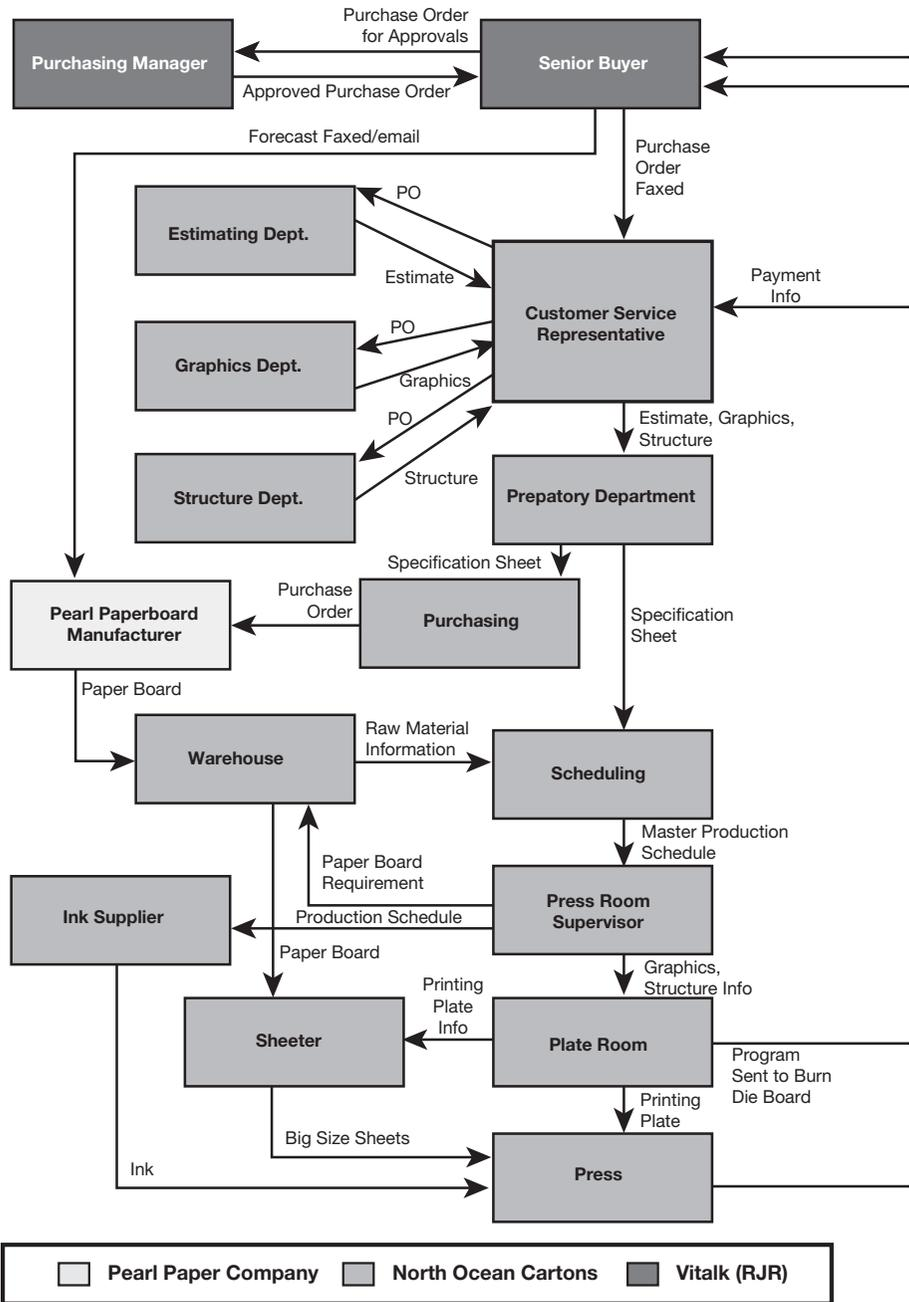 Purchase Order
for Approvals
Purchasing Manager
Senior Buyer
Approved Purchase Order
Forecast Faxed/email
Purchase
Order
Faxed
PO
Estimating Dept.
Estimate
Payment
Info
Customer Service
Representative
PO
Graphics Dept.
Graphics
PO
Estimate, Graphics,
Structure
Structure
Structure Dept.
Prepatory Department
Specification Sheet
Purchase
Order
Pearl Paperboard
Manufacturer
Purchasing
Specification
Sheet
Paper Board
Raw Material
Information
Warehouse
Scheduling
Master Production
Schedule
Paper Board
Requirement
Press Room
Supervisor
Ink Supplier
Production Schedule
Paper Board
Graphics,
Structure Info
Printing
Plate
Info
Sheeter
Plate Room
Program
Sent to Burn
Die Board
Printing
Plate
Big Size Sheets
Ink
Press
Pearl Paper Company
North Ocean Cartons
Vitalk (RJR)